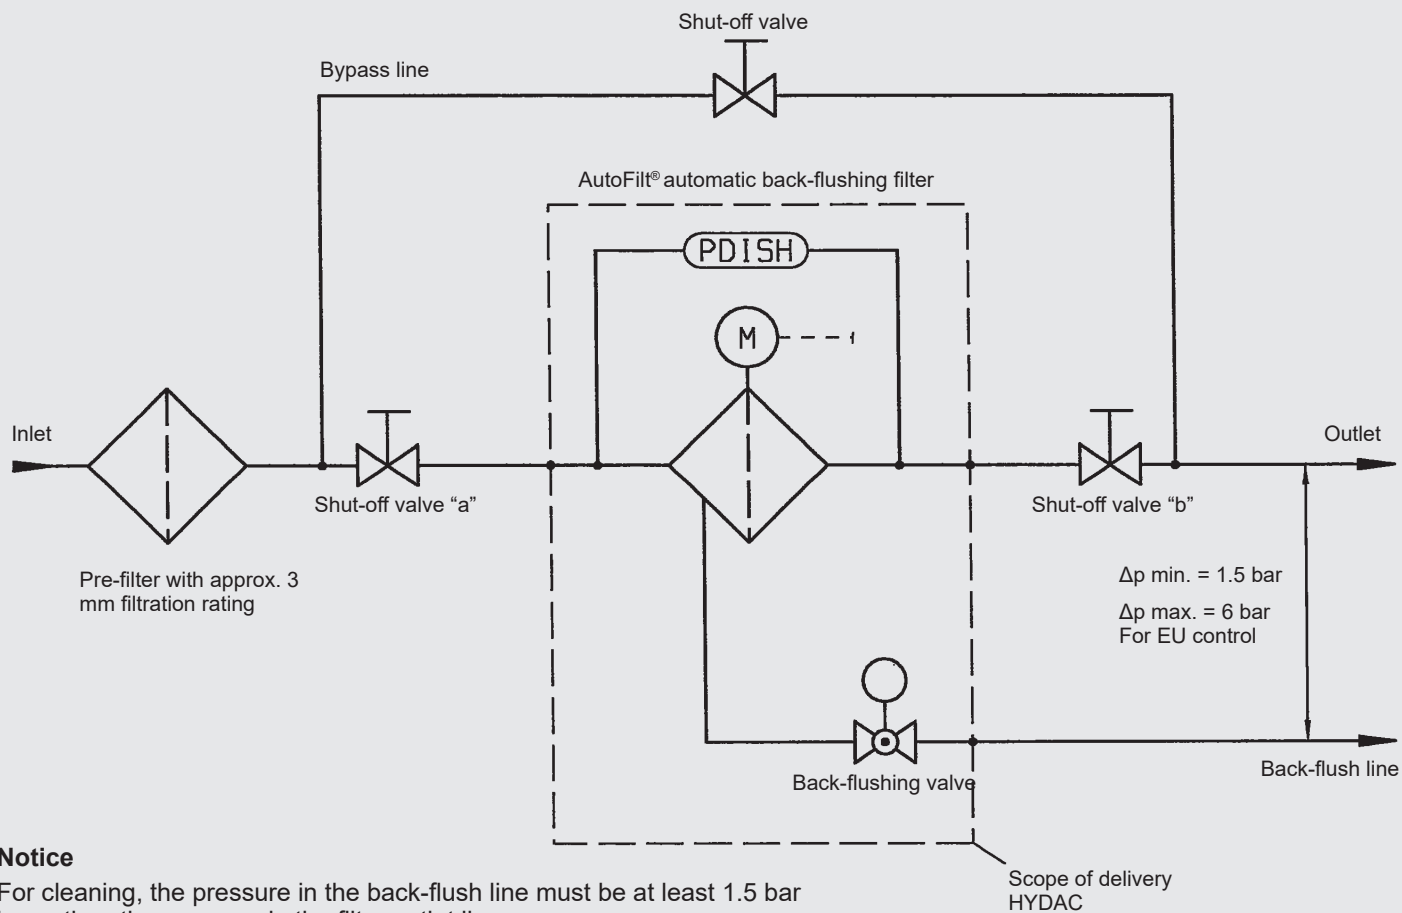 Shut-off valve
Bypass line
AutoFilt® automatic back-flushing filter
PDISH
M
Inlet
Outlet
Shut-off valve “a”
Shut-off valve “b”
Pre-filter with approx. 3
mm filtration rating
Δp min. = 1.5 bar
Δp max. = 6 bar
For EU control
Back-flushing valve
Back-flush line
Notice
For cleaning, the pressure in the back-flush line must be at least 1.5 bar
Scope of delivery
HYDAC